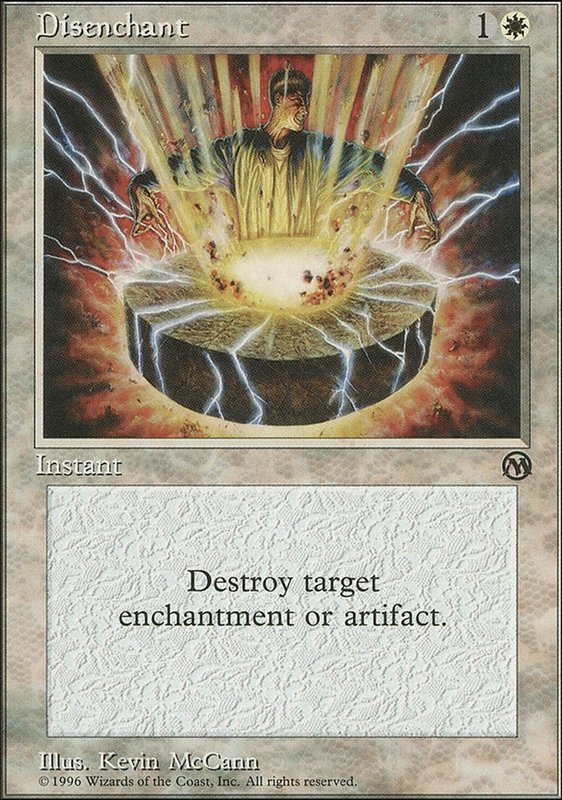 Disenchant 1
Instant
Destroy target
enchantment or artifact.
Illus. Kevin McCann
© 1996 Wizards of the Coast, Inc. All rights reserved.